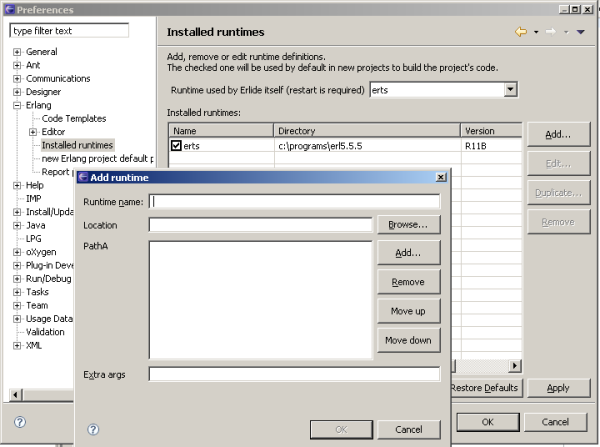 Preferences
type filter text
General
Ant
Communications
Designer
Erlang
Code Templates
Editor
Installed runtimes
new Erlang project default p
Report p
Help
IMP
Install/Upda
Java
LPG
oXygen
Plug-in Deve
Run/Debug
Tasks
Team
Usage Data
Validation
XML
Installed runtimes
Add, remove or edit runtime definitions.
The checked one will be used by default in new projects to build the project's code.
Runtime used by Erlide itself (restart is required) erts
Installed runtimes:
Name Directory Version
erts c:\programs\erl5.5.5 R11B
Add...
Edit...
Duplicate...
Remove
Restore Defaults Apply
OK Cancel
Add runtime
Runtime name:
Location Browse...
PathA
Add...
Remove
Move up
Move down
Extra args
OK Cancel